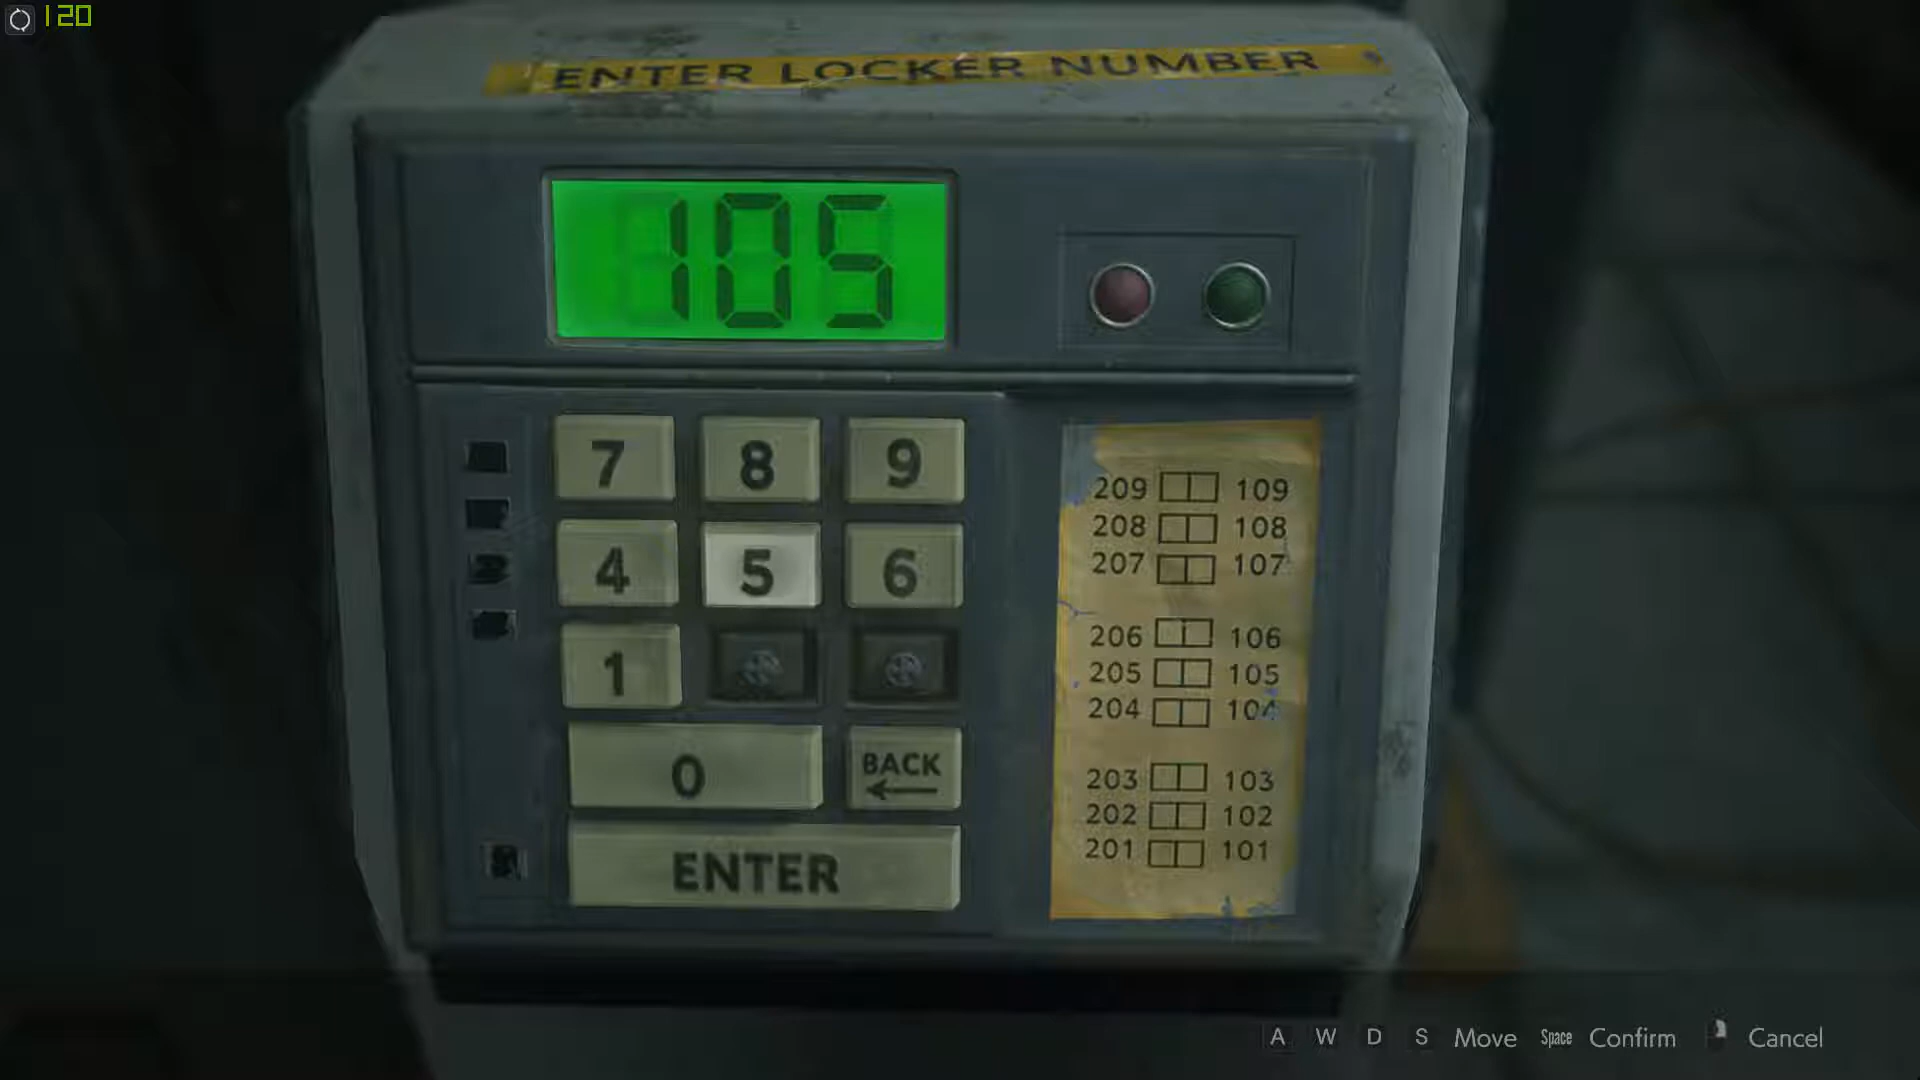 120
ENTER LOCKER NUMBER
105
7 8 9
4 5 6
1
0 BACK
ENTER
209 109
208 108
207 107
206 106
205 105
204 104
203 103
202 102
201 101
A W D S Move Space Confirm Cancel